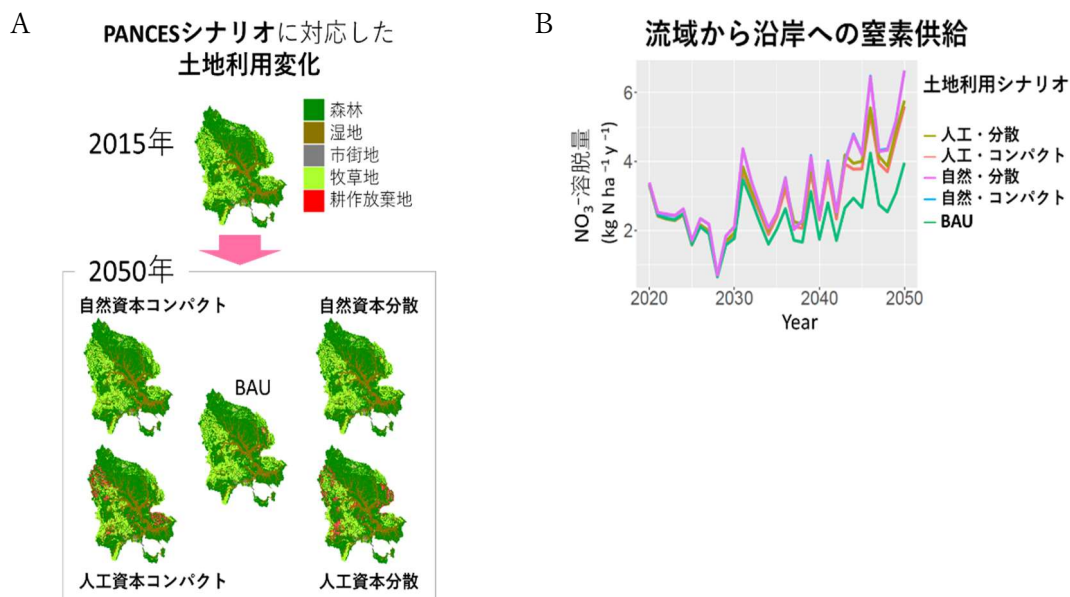 A
PANCESシナリオに対応した
土地利用変化
2015年
森林
湿地
市街地
牧草地
耕作放棄地
2050年
自然資本コンパクト
自然資本分散
BAU
人工資本コンパクト
人工資本分散
B
流域から沿岸への窒素供給
NO₃⁻溶脱量
(kg N ha⁻¹ y⁻¹)
6
4
2
2020
2030
2040
2050
Year
土地利用シナリオ
人工・分散
人工・コンパクト
自然・分散
自然・コンパクト
BAU